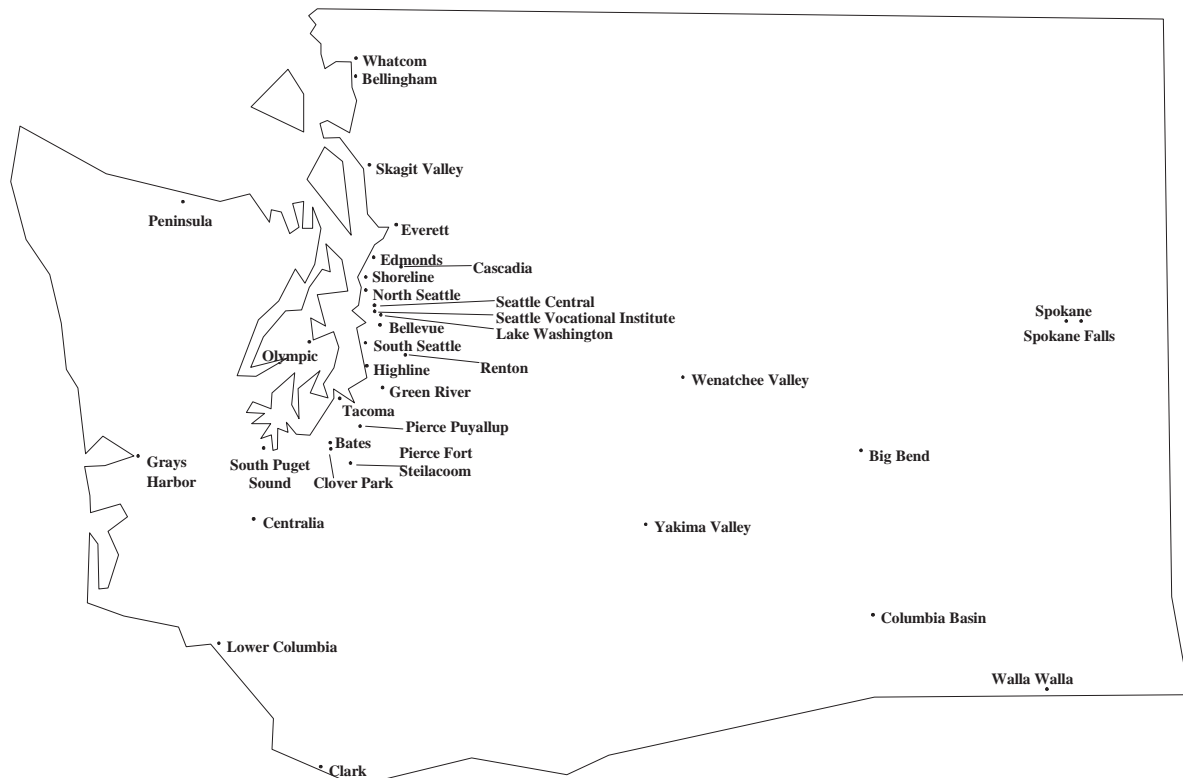 Whatcom
Bellingham
Skagit Valley
Peninsula
Everett
Edmonds
Cascadia
Shoreline
North Seattle
Seattle Central
Seattle Vocational Institute
Lake Washington
Bellevue
South Seattle
Olympic
Renton
Highline
Green River
Tacoma
Pierce Puyallup
Bates
Pierce Fort
Steilacoom
Clover Park
South Puget
Sound
Grays
Harbor
Centralia
Lower Columbia
Clark
Spokane
Spokane Falls
Wenatchee Valley
Big Bend
Yakima Valley
Columbia Basin
Walla Walla